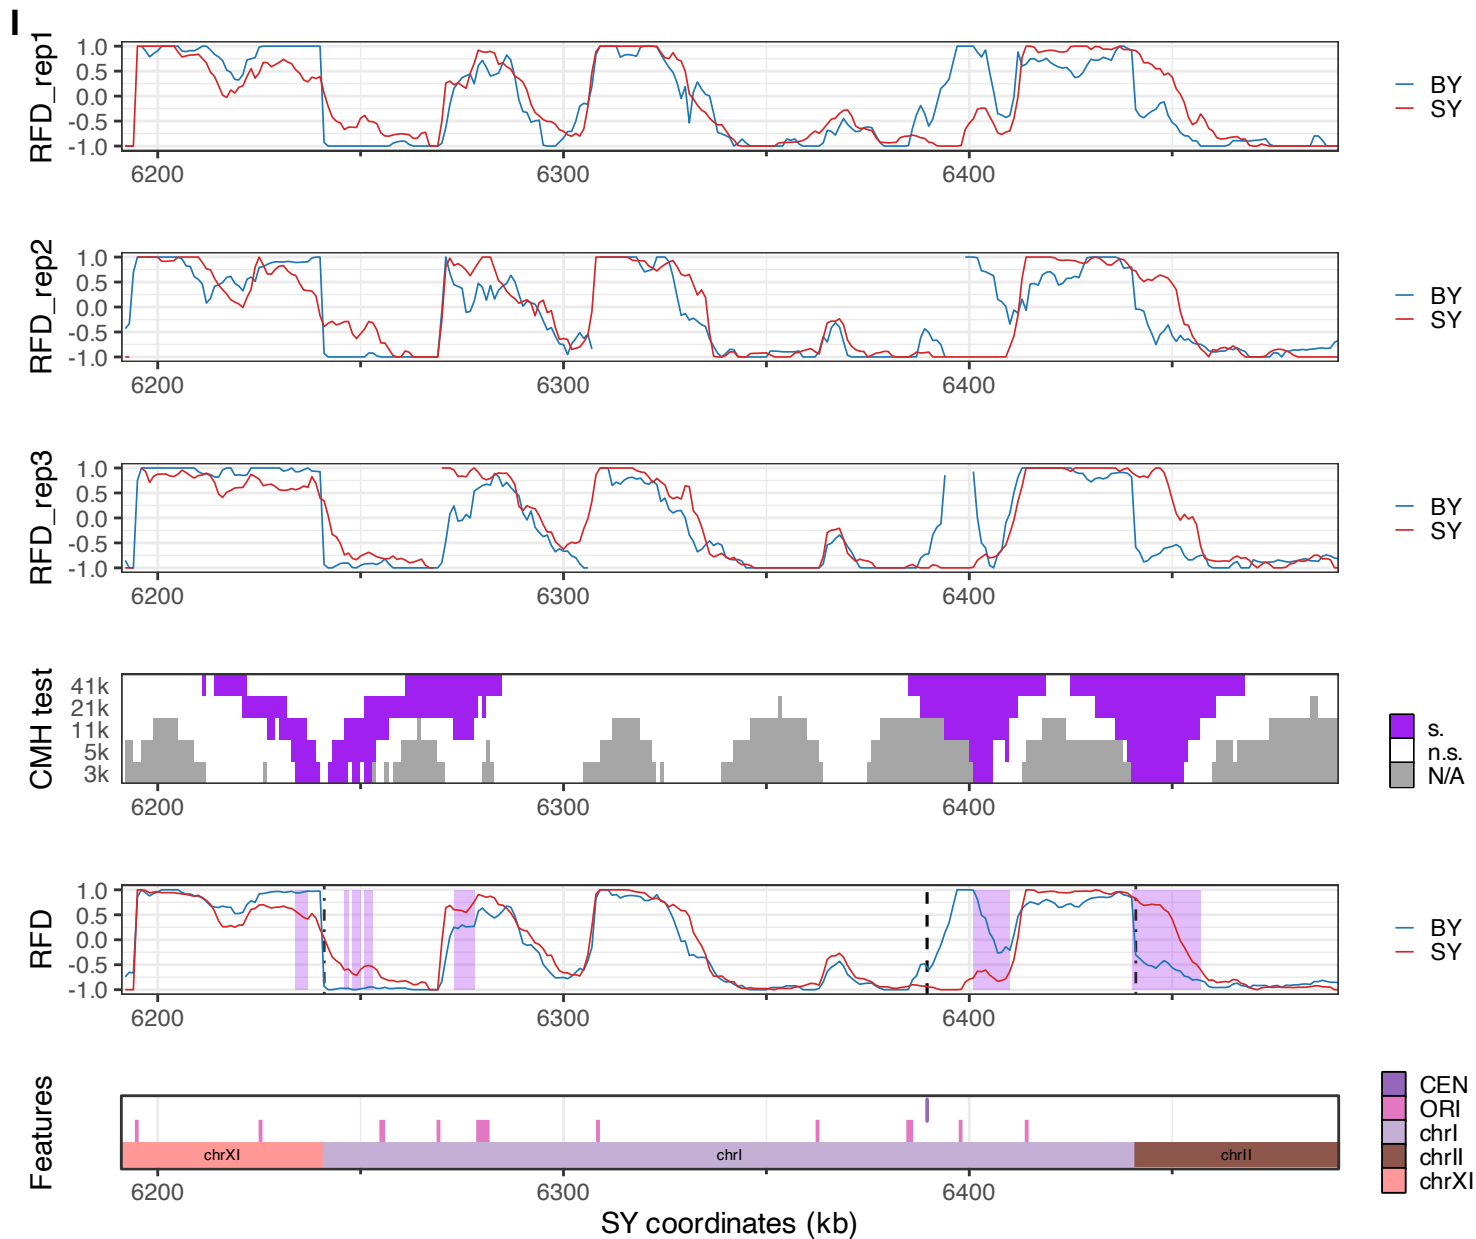 I
RFD_rep1
1.0
0.5
0.0
-0.5
-1.0
6200
6300
6400
BY
SY
RFD_rep2
1.0
0.5
0.0
-0.5
-1.0
6200
6300
6400
BY
SY
RFD_rep3
1.0
0.5
0.0
-0.5
-1.0
6200
6300
6400
BY
SY
CMH test
41k
21k
11k
5k
3k
6200
6300
6400
s.
n.s.
N/A
RFD
1.0
0.5
0.0
-0.5
-1.0
6200
6300
6400
BY
SY
Features
chrXI
chrI
chrII
6200
6300
6400
CEN
ORI
chrI
chrII
chrXI
SY coordinates (kb)